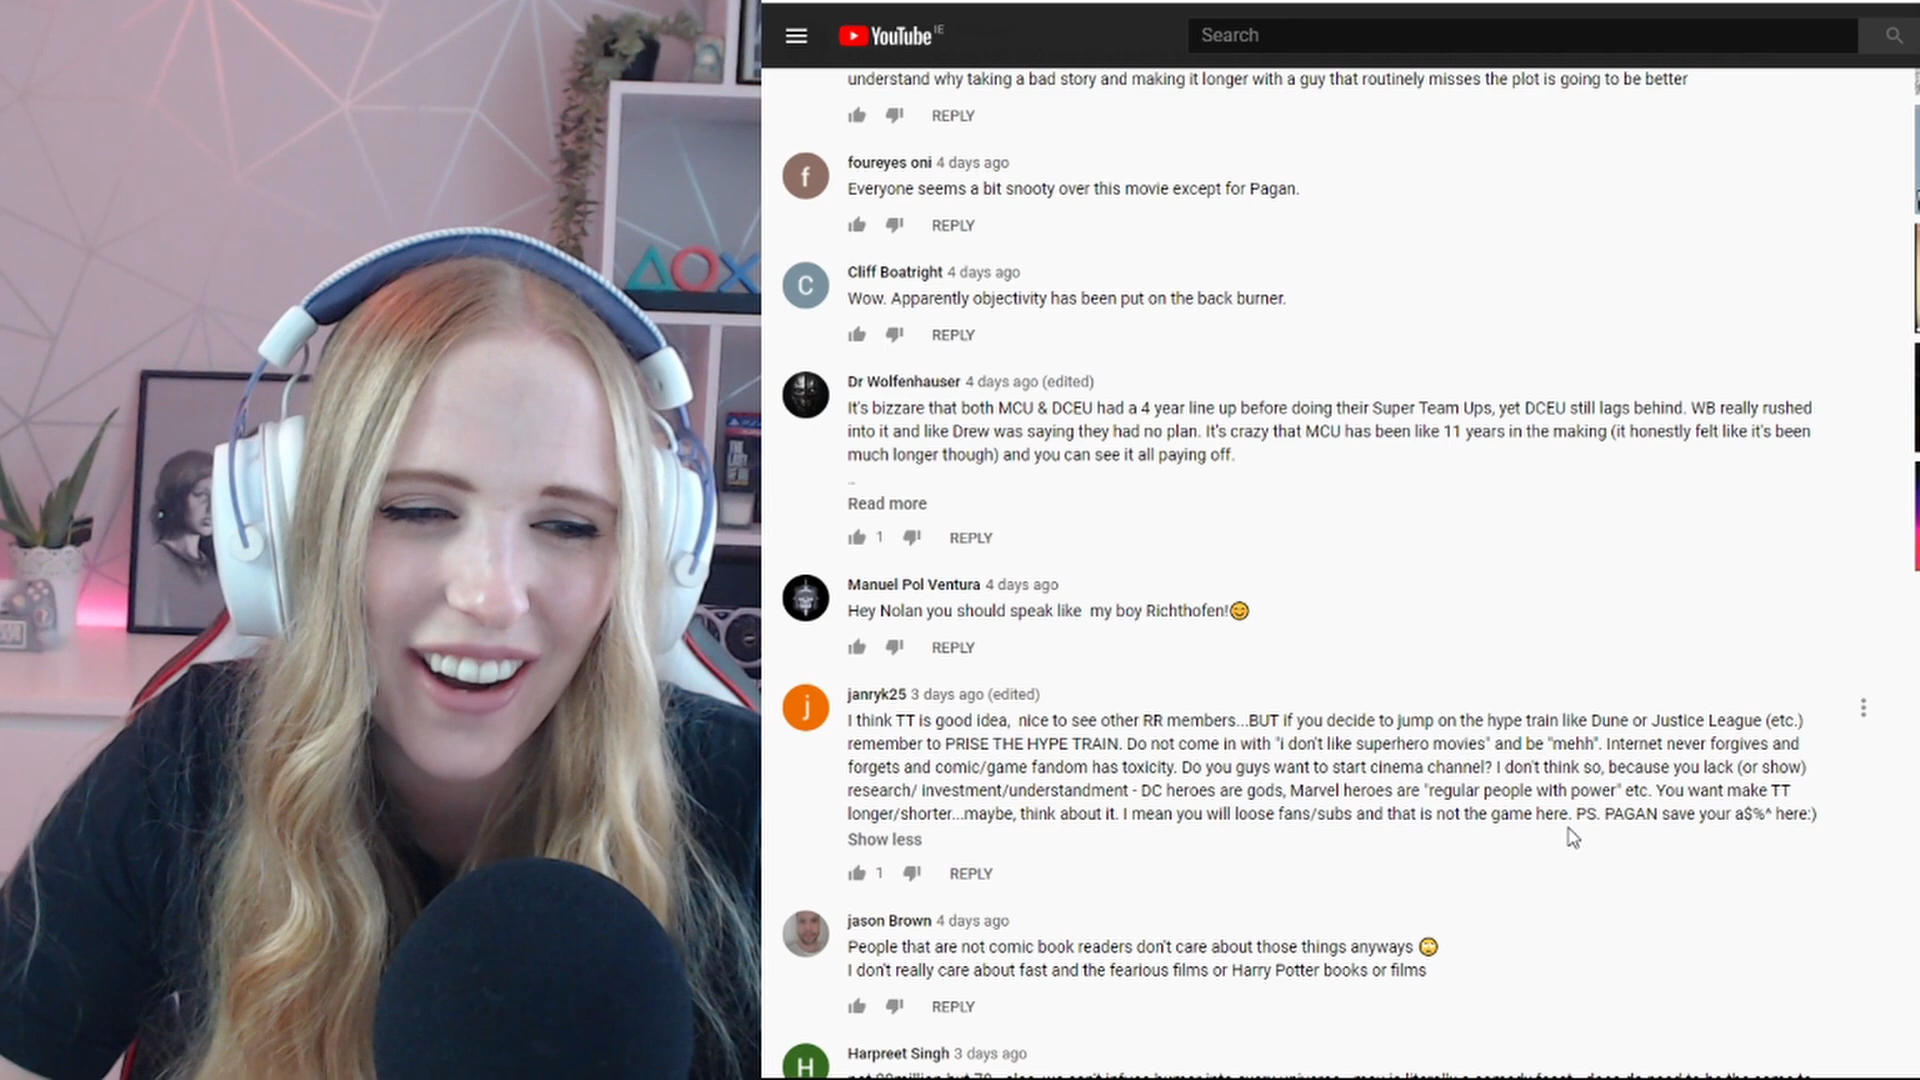 YouTube IE
Search
understand why taking a bad story and making it longer with a guy that routinely misses the plot is going to be better
REPLY
f
foureyes oni 4 days ago
Everyone seems a bit snooty over this movie except for Pagan.
REPLY
C
Cliff Boatright 4 days ago
Wow. Apparently objectivity has been put on the back burner.
REPLY
Dr Wolfenhauser 4 days ago (edited)
It's bizzare that both MCU & DCEU had a 4 year line up before doing their Super Team Ups, yet DCEU still lags behind. WB really rushed
into it and like Drew was saying they had no plan. It's crazy that MCU has been like 11 years in the making (it honestly felt like it's been
much longer though) and you can see it all paying off.
..
Read more
1 REPLY
Manuel Pol Ventura 4 days ago
Hey Nolan you should speak like  my boy Richthofen!😊
REPLY
j
janryk25 3 days ago (edited)
I think TT is good idea,  nice to see other RR members...BUT if you decide to jump on the hype train like Dune or Justice League (etc.)
remember to PRISE THE HYPE TRAIN. Do not come in with "i don't like superhero movies" and be "mehh". Internet never forgives and
forgets and comic/game fandom has toxicity. Do you guys want to start cinema channel? I don't think so, because you lack (or show)
research/ investment/understandment - DC heroes are gods, Marvel heroes are "regular people with power" etc. You want make TT
longer/shorter...maybe, think about it. I mean you will loose fans/subs and that is not the game here. PS. PAGAN save your a$%^ here:)
Show less
1 REPLY
jason Brown 4 days ago
People that are not comic book readers don't care about those things anyways 🙄
I don't really care about fast and the fearious films or Harry Potter books or films
REPLY
H
Harpreet Singh 3 days ago